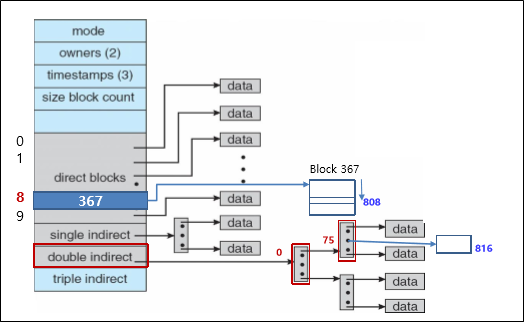 mode
owners (2)
timestamps (3)
size block count
data
0
1
data
direct blocks
data
Block 367
8
367
808
9
data
single indirect
data
data
75
data
0
816
double indirect
data
triple indirect
data
data